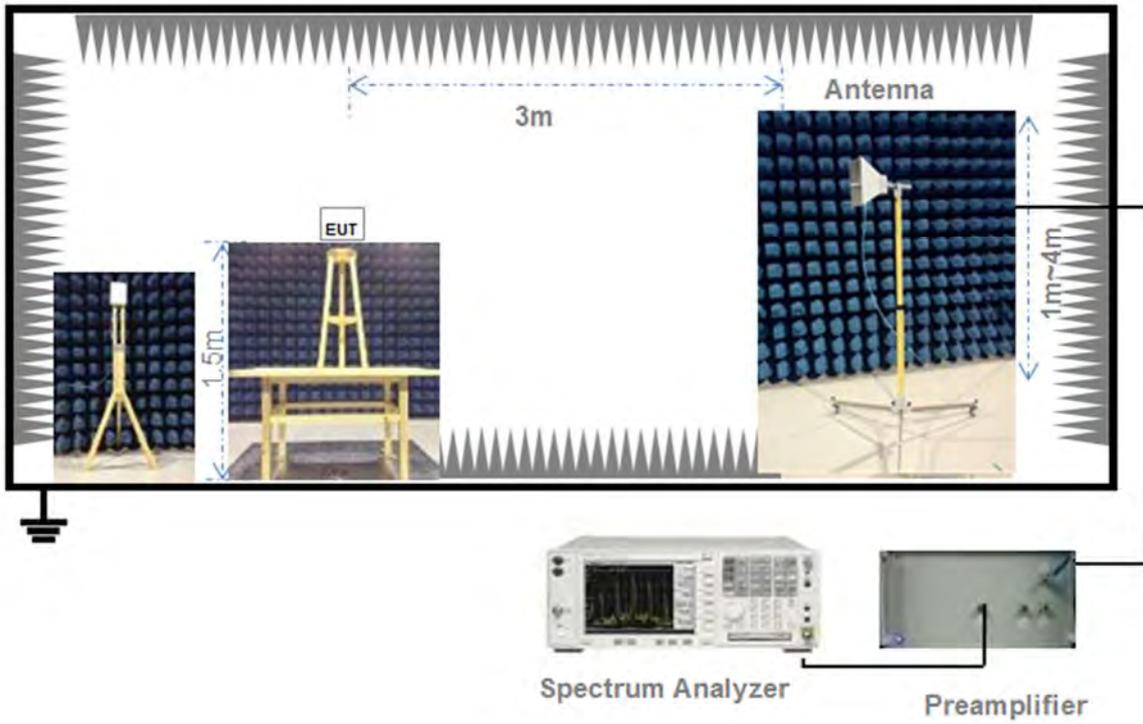 Antenna
3m
EUT
1.5m
1m~4m
Spectrum Analyzer
Preamplifier